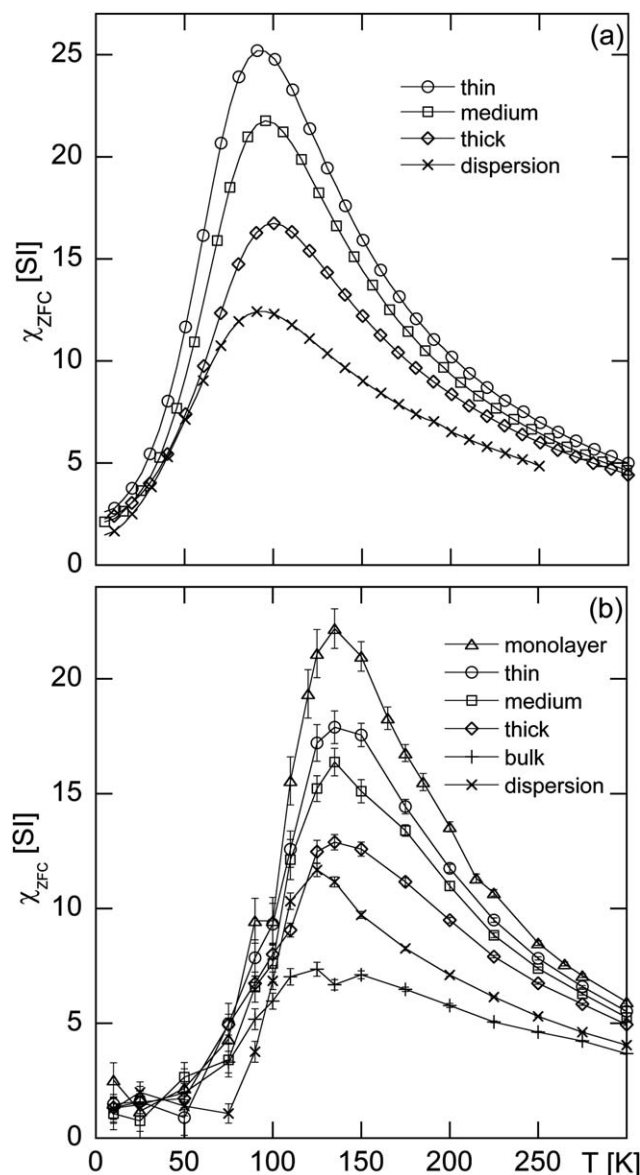 (a)
25
20
15
10
5
0
χZFC [SI]
thin
medium
thick
dispersion
(b)
20
15
10
5
0
χZFC [SI]
monolayer
thin
medium
thick
bulk
dispersion
0 50 100 150 200 250 T [K]